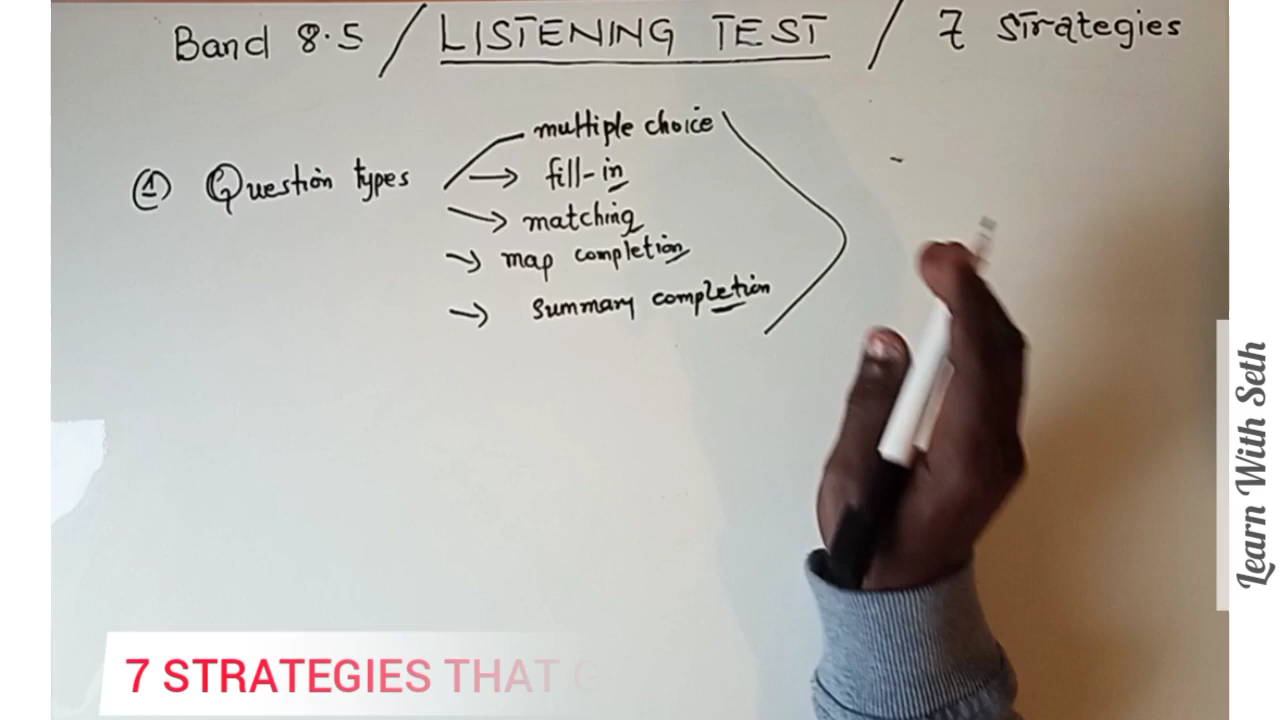 Band 8.5 / LISTENING TEST / 7 Strategies
① Question types
multiple choice
→ fill-in
→ matching
→ map completion
→ summary completion
7 STRATEGIES THAT G
Learn With Seth